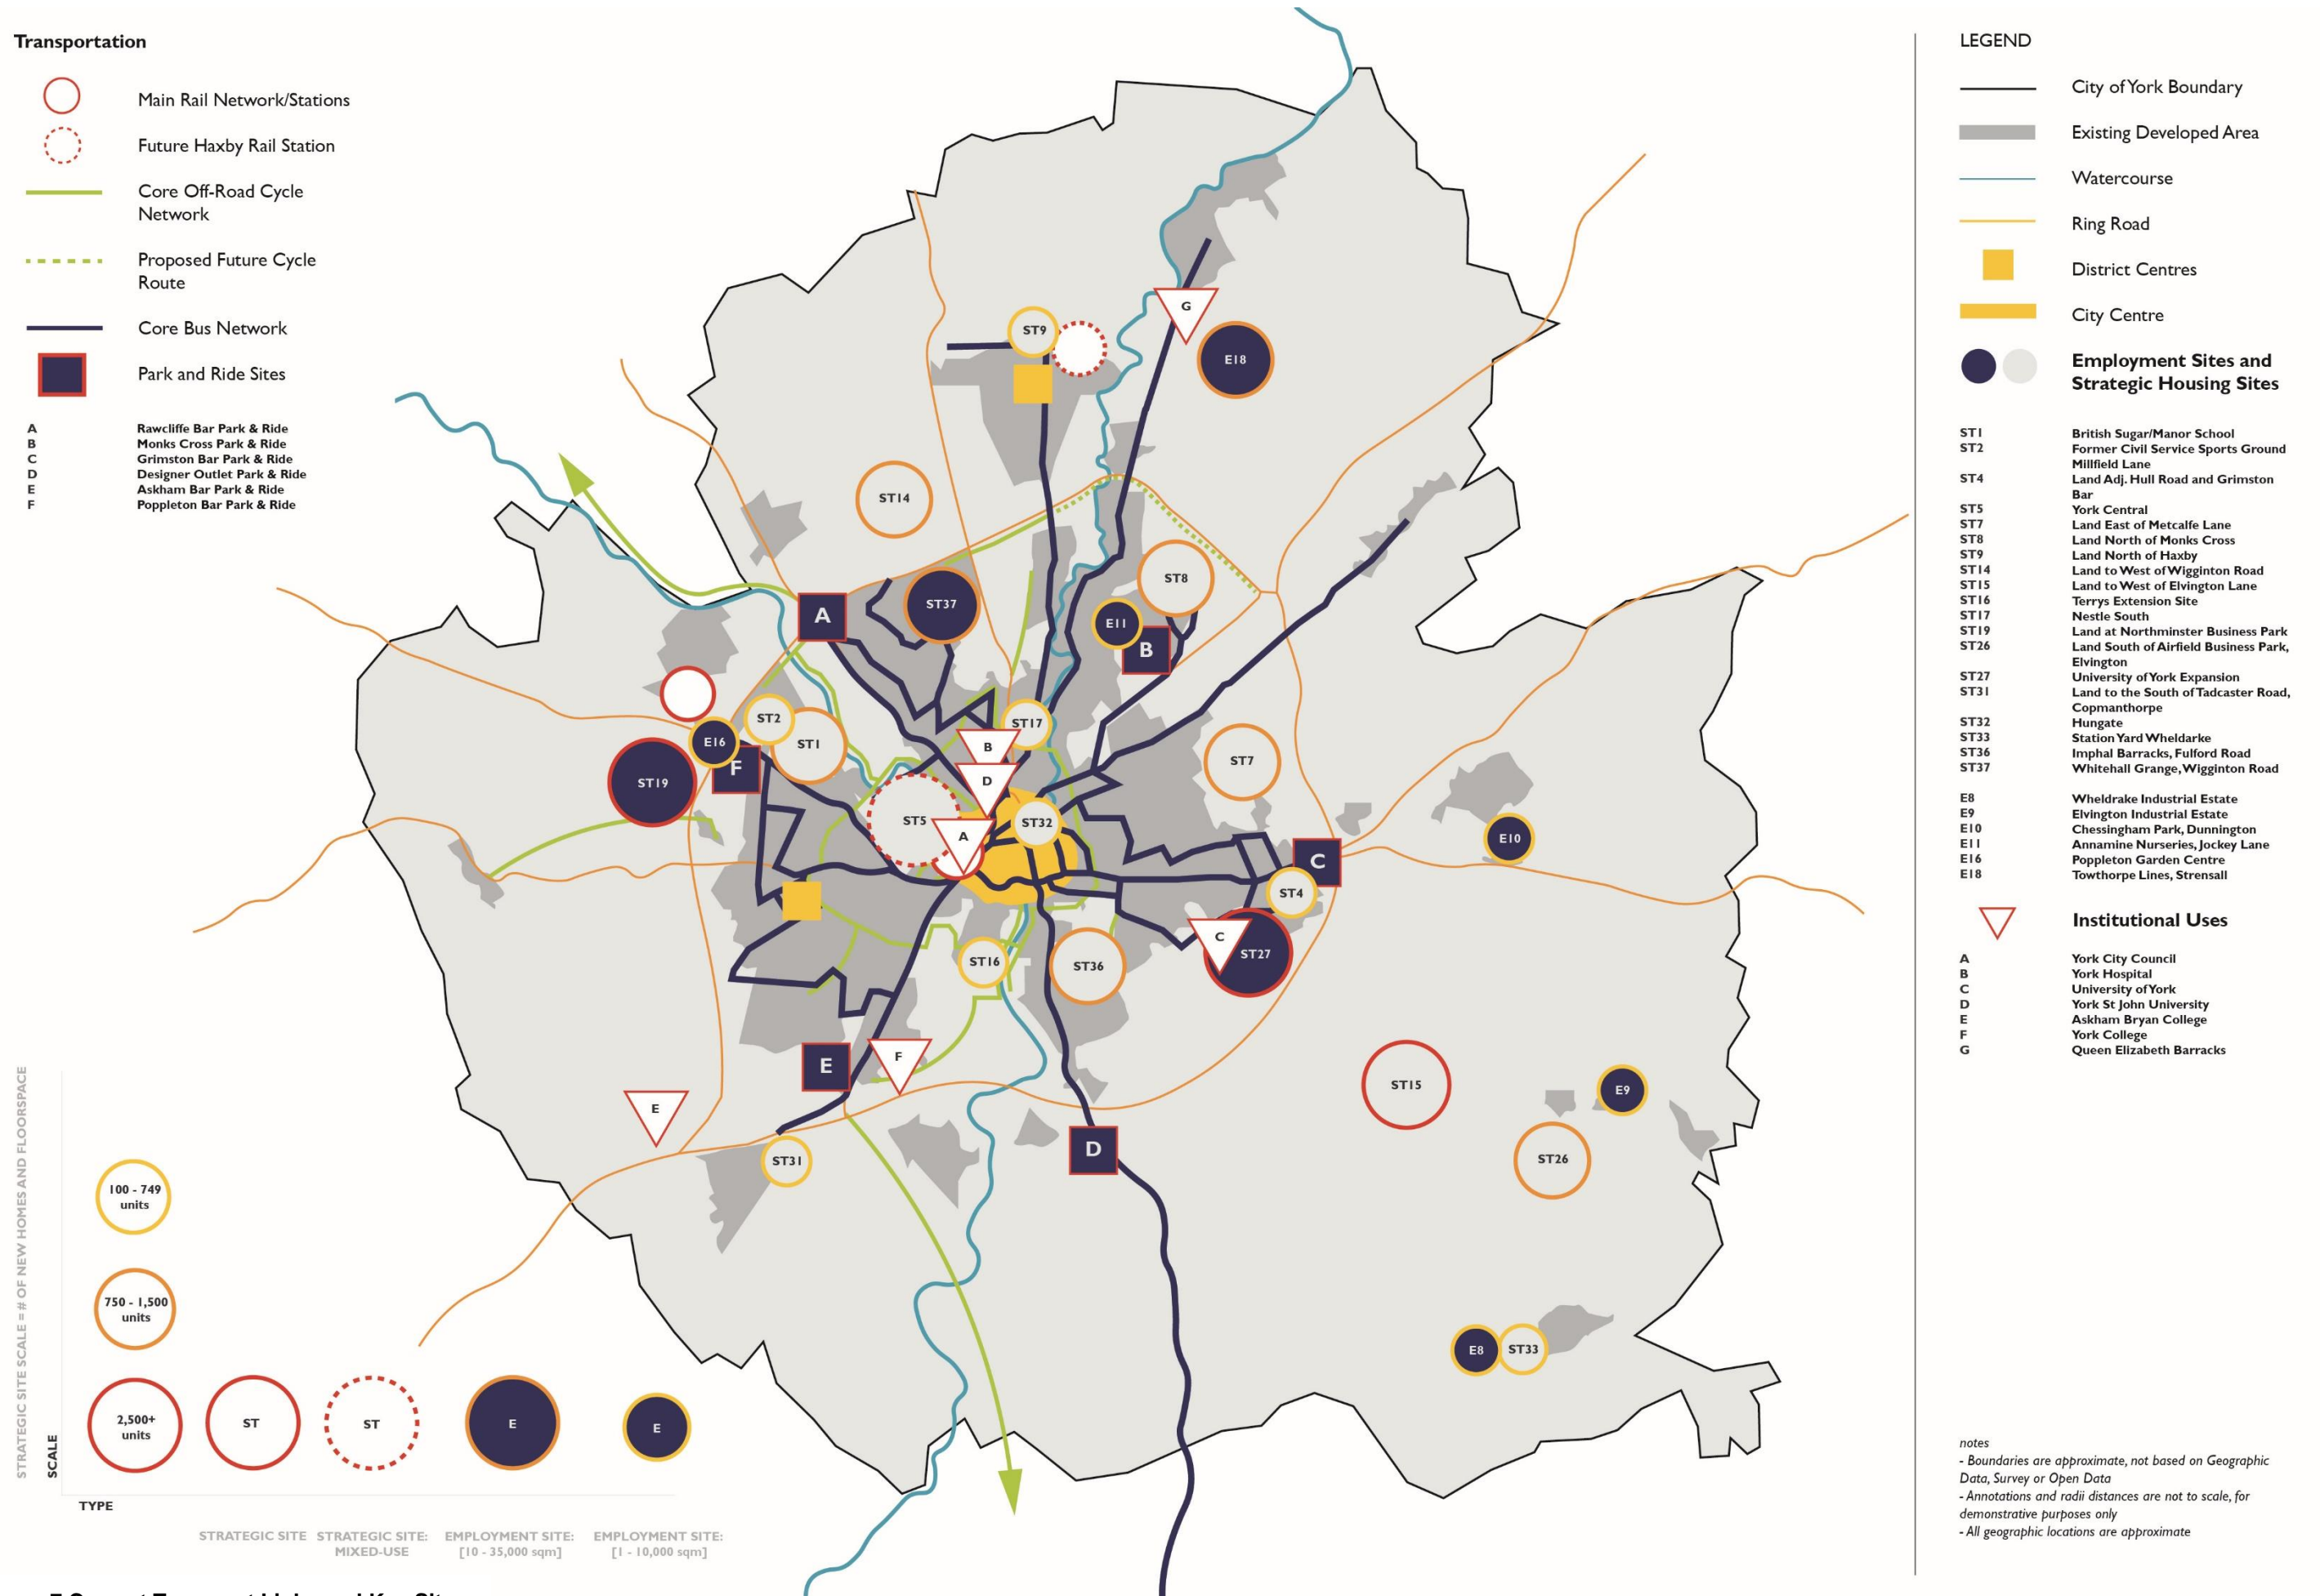 Transportation
Main Rail Network/Stations
Future Haxby Rail Station
Core Off-Road Cycle
Network
Proposed Future Cycle
Route
Core Bus Network
Park and Ride Sites
A Rawcliffe Bar Park & Ride
B Monks Cross Park & Ride
C Grimston Bar Park & Ride
D Designer Outlet Park & Ride
E Askham Bar Park & Ride
F Poppleton Bar Park & Ride
G
ST9
E18
ST14
ST8
ST37
A
E11
B
ST2
ST17
E16
ST1
B
F
ST7
ST19
D
ST5
ST32
A
E10
C
ST4
C
ST27
ST16
ST36
E
F
ST15
E9
E
D
ST31
ST26
E8
ST33
STRATEGIC SITE SCALE = # OF NEW HOMES AND FLOORSPACE
SCALE
100 - 749
units
750 - 1,500
units
2,500+
units
ST
ST
E
E
TYPE
STRATEGIC SITE
STRATEGIC SITE:
MIXED-USE
EMPLOYMENT SITE:
[10 - 35,000 sqm]
EMPLOYMENT SITE:
[1 - 10,000 sqm]
LEGEND
City of York Boundary
Existing Developed Area
Watercourse
Ring Road
District Centres
City Centre
Employment Sites and
Strategic Housing Sites
ST1 British Sugar/Manor School
ST2 Former Civil Service Sports Ground
Millfield Lane
ST4 Land Adj. Hull Road and Grimston
Bar
ST5 York Central
ST7 Land East of Metcalfe Lane
ST8 Land North of Monks Cross
ST9 Land North of Haxby
ST14 Land to West of Wigginton Road
ST15 Land to West of Elvington Lane
ST16 Terrys Extension Site
ST17 Nestle South
ST19 Land at Northminster Business Park
ST26 Land South of Airfield Business Park,
Elvington
ST27 University of York Expansion
ST31 Land to the South of Tadcaster Road,
Copmanthorpe
ST32 Hungate
ST33 Station Yard Wheldarke
ST36 Imphal Barracks, Fulford Road
ST37 Whitehall Grange, Wigginton Road
E8 Wheldrake Industrial Estate
E9 Elvington Industrial Estate
E10 Chessingham Park, Dunnington
E11 Annamine Nurseries, Jockey Lane
E16 Poppleton Garden Centre
E18 Towthorpe Lines, Strensall
Institutional Uses
A York City Council
B York Hospital
C University of York
D York St John University
E Askham Bryan College
F York College
G Queen Elizabeth Barracks
notes
- Boundaries are approximate, not based on Geographic
Data, Survey or Open Data
- Annotations and radii distances are not to scale, for
demonstrative purposes only
- All geographic locations are approximate